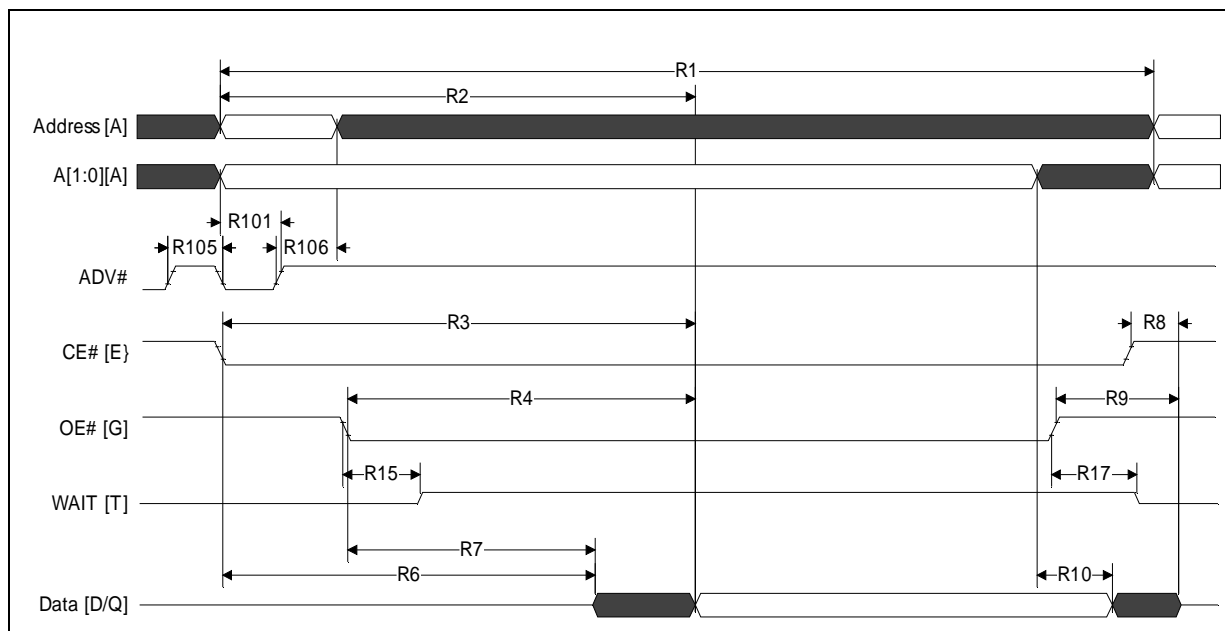 R1
R2
Address [A]
A[1:0][A]
R101
R105
R106
ADV#
R3
R8
CE# [E}
R4
R9
OE# [G]
R15
R17
WAIT [T]
R7
R6
R10
Data [D/Q]